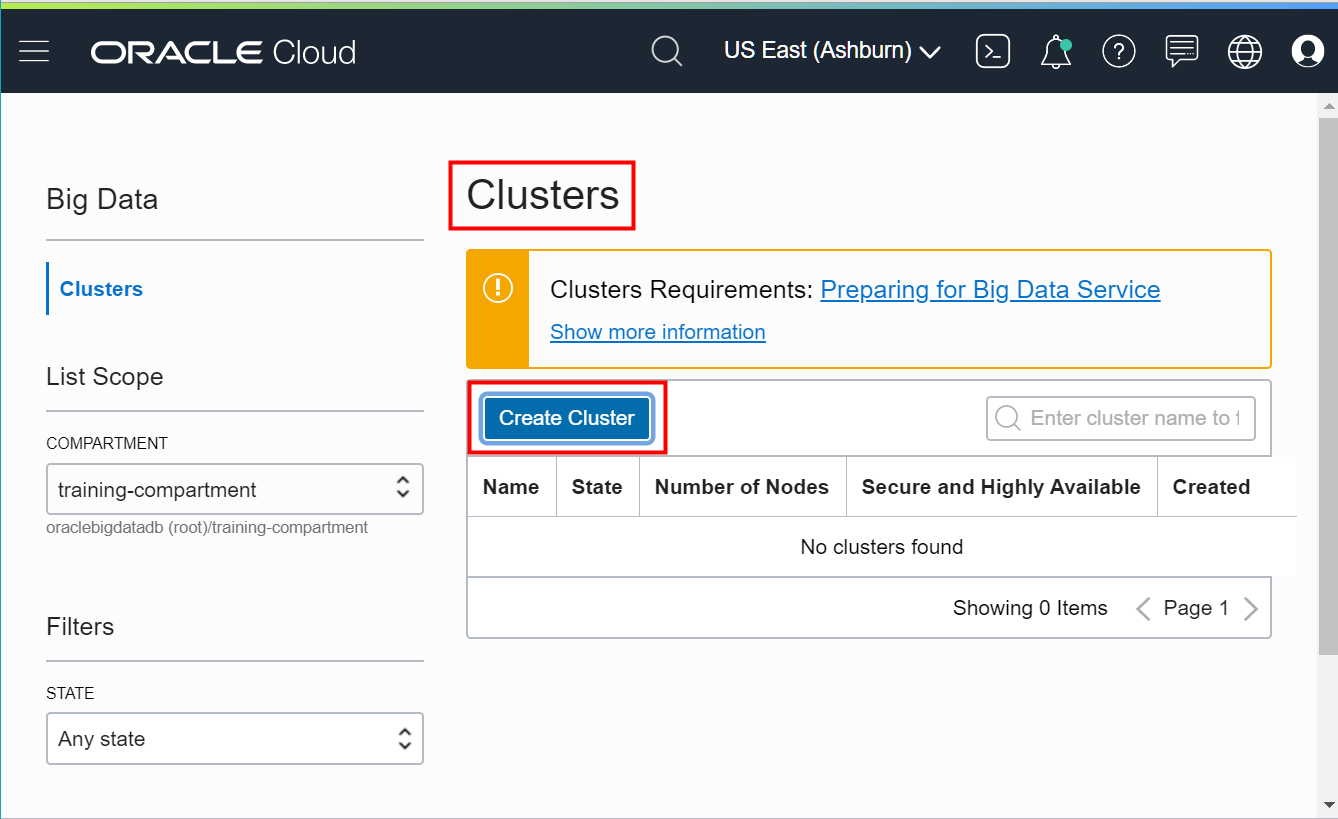 ORACLE Cloud
US East (Ashburn)
Big Data
Clusters
List Scope
COMPARTMENT
training-compartment
oraclebigdatadb (root)/training-compartment
Filters
STATE
Any state
Clusters
Clusters Requirements: Preparing for Big Data Service
Show more information
Create Cluster
Enter cluster name to
Name State Number of Nodes Secure and Highly Available Created
No clusters found
Showing 0 Items Page 1